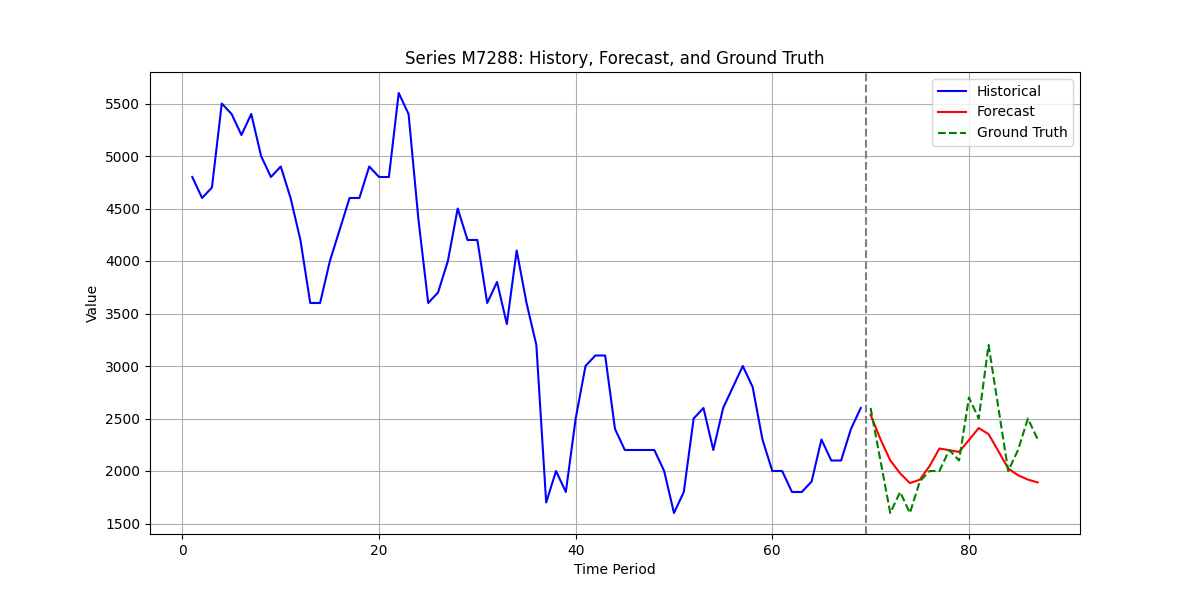 Series M7288: History, Forecast, and Ground Truth
Historical
Forecast
Ground Truth
Value
5500
5000
4500
4000
3500
3000
2500
2000
1500
0 20 40 60 80
Time Period